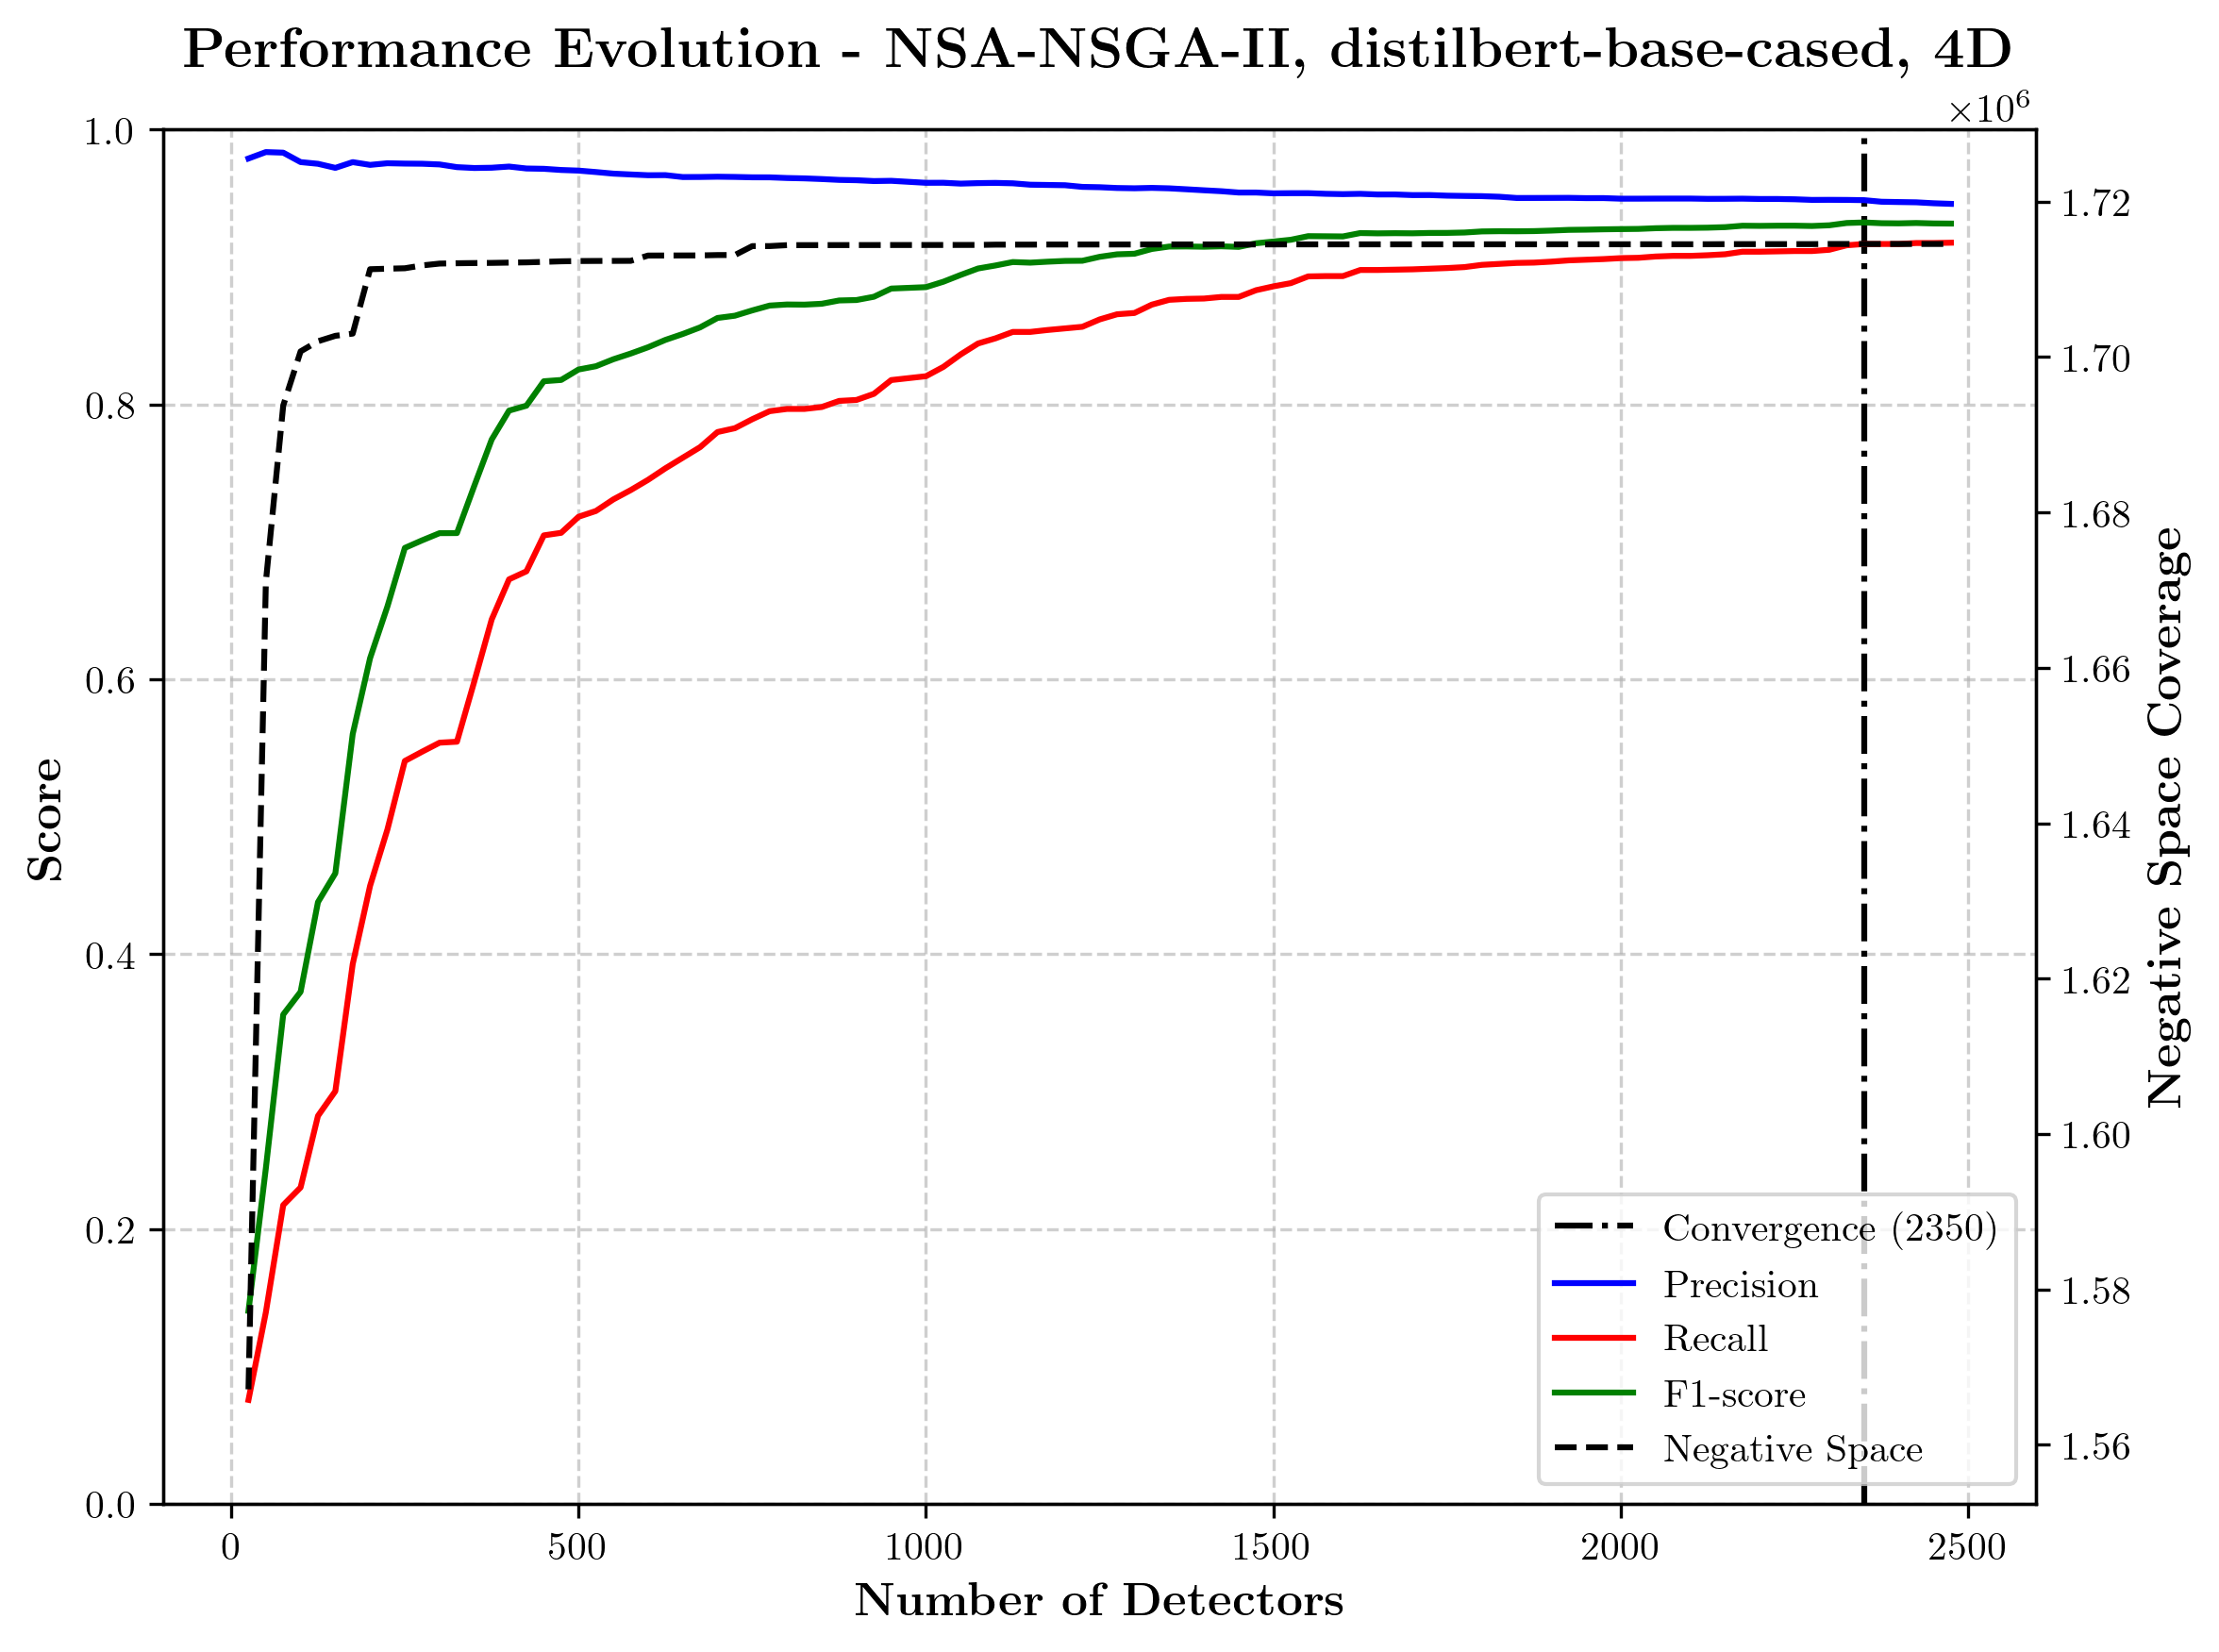 Performance Evolution - NSA-NSGA-II, distilbert-base-cased, 4D
×10⁶
1.0
0.8
0.6
0.4
0.2
0.0
Score
1.72
1.70
1.68
1.66
1.64
1.62
1.60
1.58
1.56
Negative Space Coverage
Convergence (2350)
Precision
Recall
F1-score
Negative Space
0
500
1000
1500
2000
2500
Number of Detectors